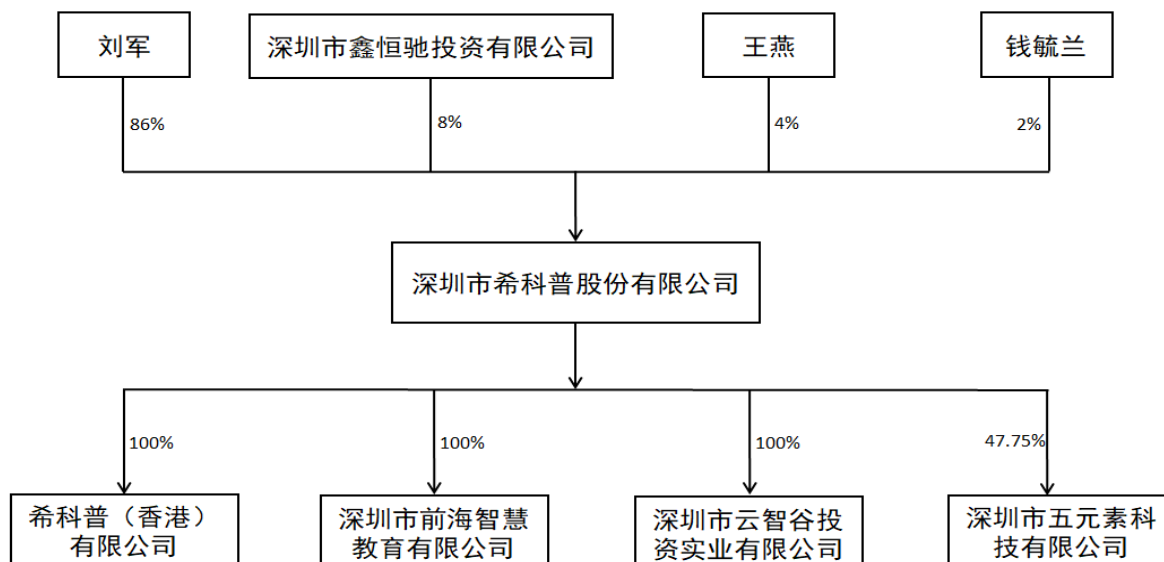 刘军
深圳市鑫恒驰投资有限公司
王燕
钱毓兰
86%
8%
4%
2%
深圳市希科普股份有限公司
100%
100%
100%
47.75%
希科普（香港）
有限公司
深圳市前海智慧
教育有限公司
深圳市云智谷投
资实业有限公司
深圳市五元素科
技有限公司